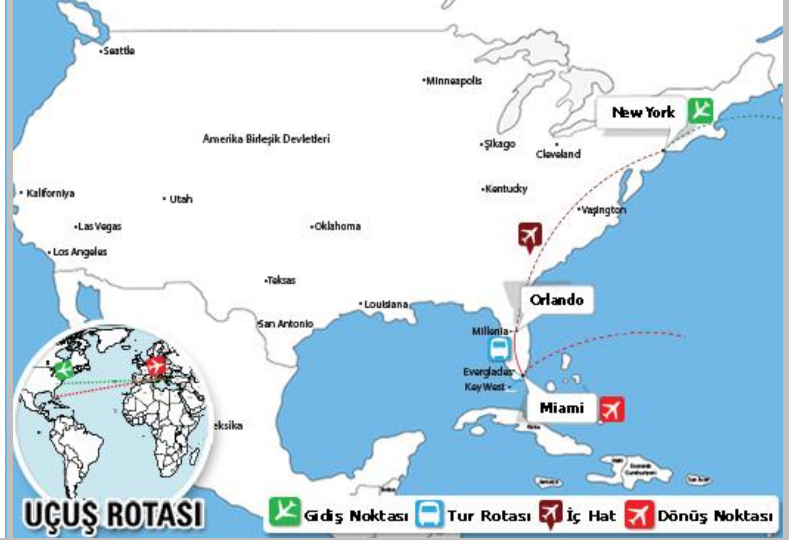 Seattle
Minneapolis
New York
Amerika Birleşik Devletleri
Şikago
Cleveland
Kaliforniya
Utah
Kentucky
Vaşington
Las Vegas
Oklahoma
Los Angeles
Teksas
Louisiana
Orlando
San Antonio
Millenia
Everglades
Key West
Miami
eksika
UÇUŞ ROTASI
Gidiş Noktası Tur Rotası İç Hat Dönüş Noktası